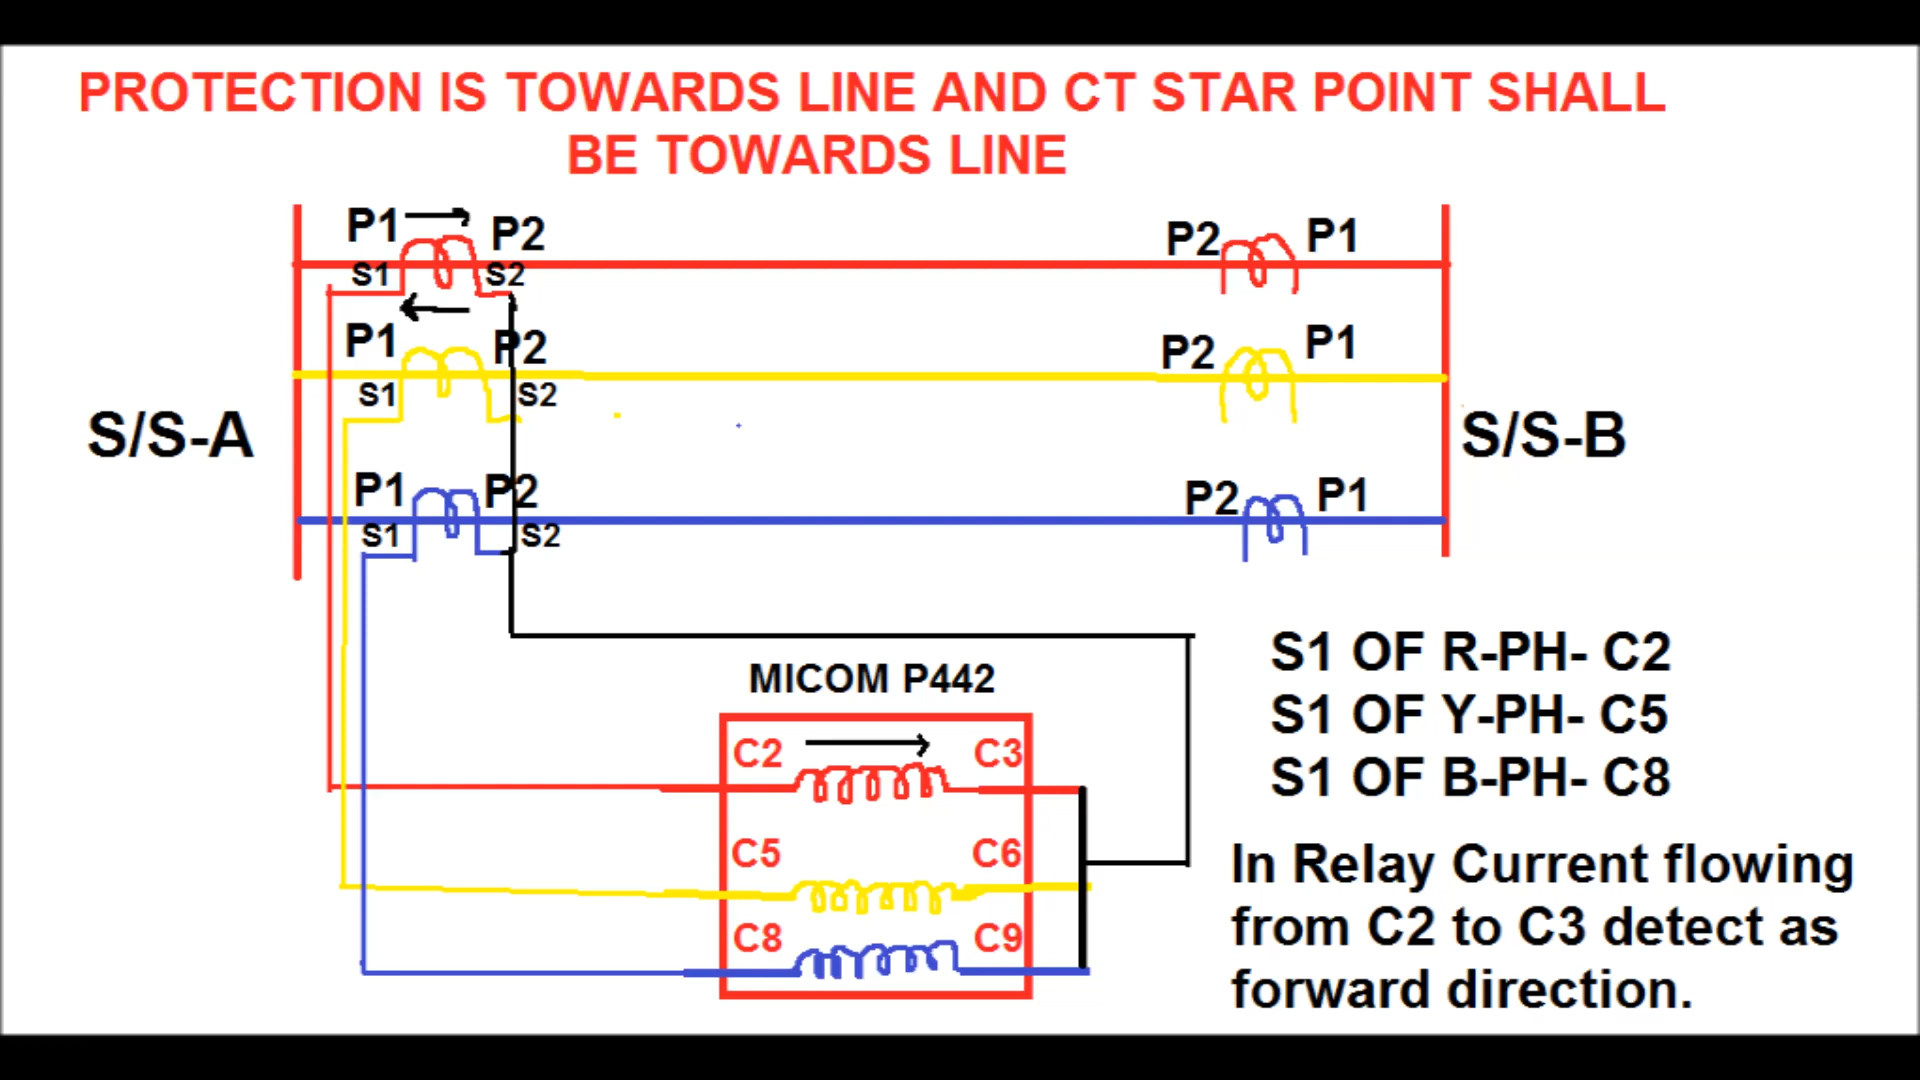 PROTECTION IS TOWARDS LINE AND CT STAR POINT SHALL
BE TOWARDS LINE
P1 P2 P2 P1
S1 S2
P1 P2 P2 P1
S1 S2
S/S-A S/S-B
P1 P2 P2 P1
S1 S2
MICOM P442
C2 C3
C5 C6
C8 C9
S1 OF R-PH- C2
S1 OF Y-PH- C5
S1 OF B-PH- C8
In Relay Current flowing
from C2 to C3 detect as
forward direction.